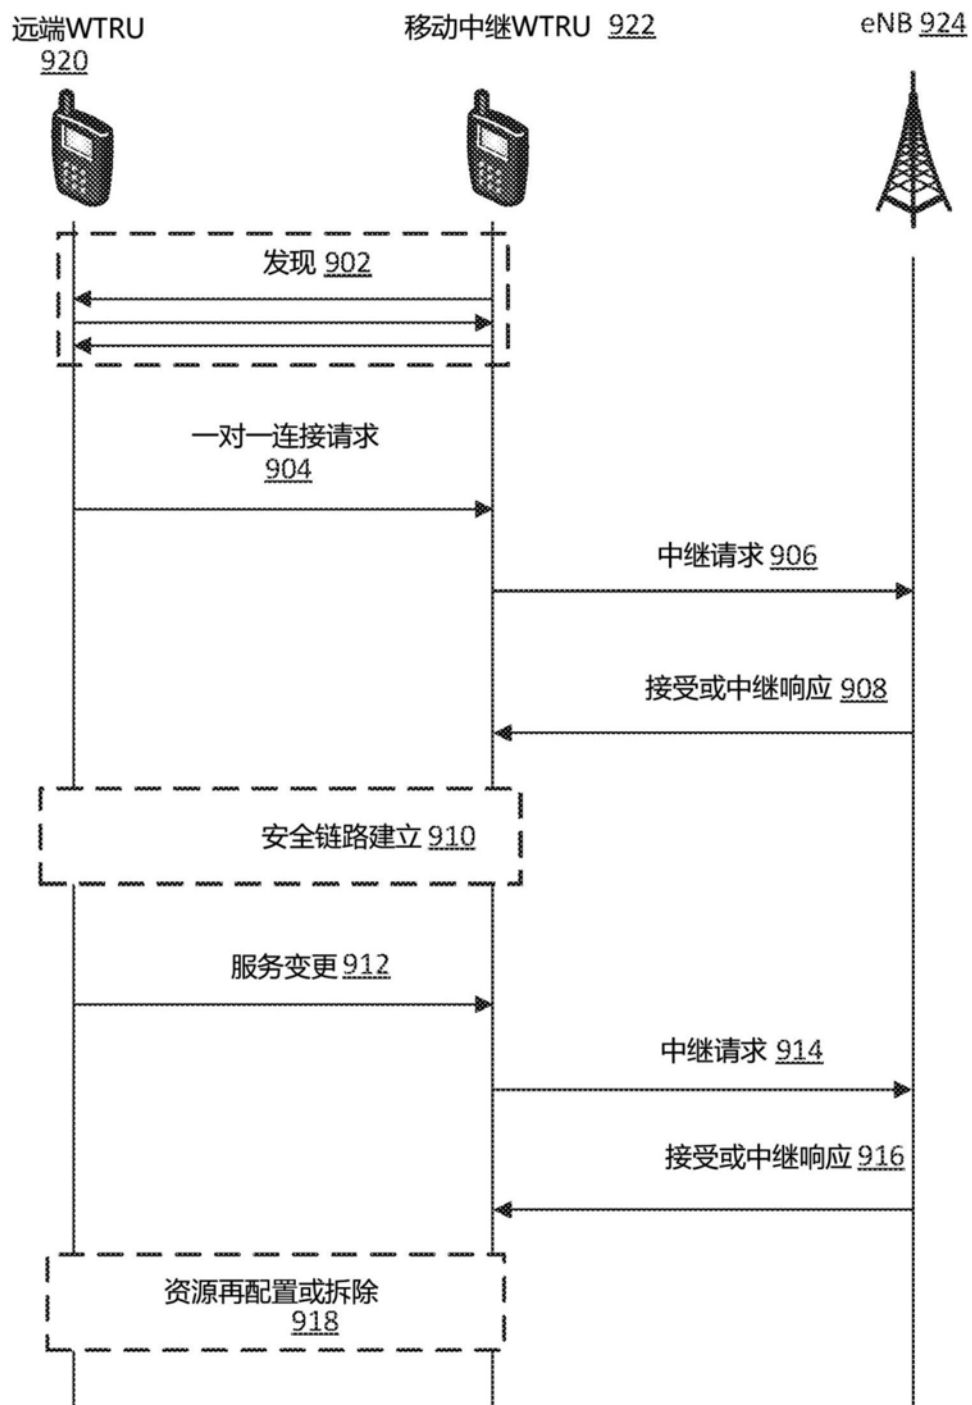 远端WTRU
920
移动中继WTRU 922
eNB 924
发现 902
一对一连接请求
904
中继请求 906
接受或中继响应 908
安全链路建立 910
服务变更 912
中继请求 914
接受或中继响应 916
资源再配置或拆除
918